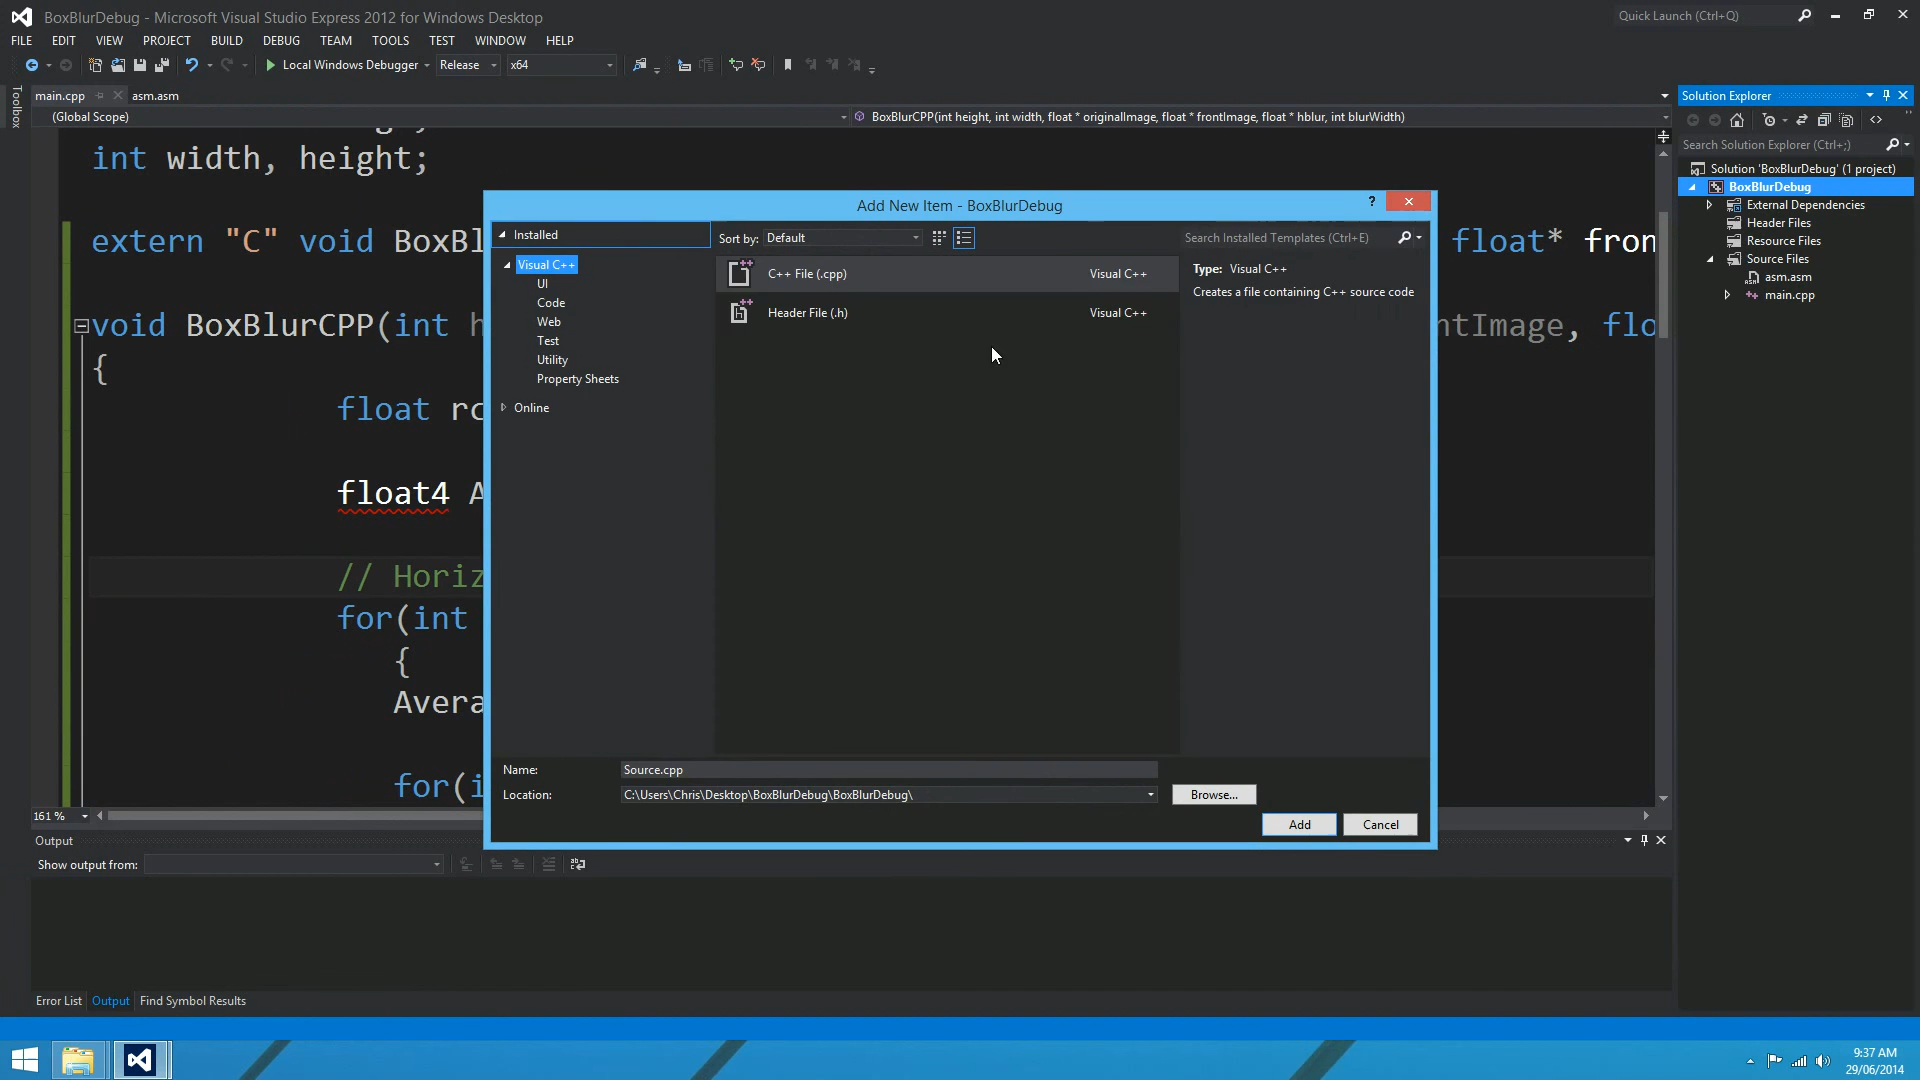 BoxBlurDebug - Microsoft Visual Studio Express 2012 for Windows Desktop
Quick Launch (Ctrl+Q)
FILE EDIT VIEW PROJECT BUILD DEBUG TEAM TOOLS TEST WINDOW HELP
Local Windows Debugger Release x64
Toolbox
main.cpp asm.asm
(Global Scope) BoxBlurCPP(int height, int width, float * originalImage, float * frontImage, float * hblur, int blurWidth)
int width, height;
extern "C" void BoxBl
float* fron
void BoxBlurCPP(int h
ntImage, flo
{
float rc
float4 A
// Horiz
for(int
{
Avera
for(i
161 %
Add New Item - BoxBlurDebug
?
Installed
Sort by: Default
Search Installed Templates (Ctrl+E)
Visual C++
UI
Code
Web
Test
Utility
Property Sheets
Online
C++ File (.cpp) Visual C++
Header File (.h) Visual C++
Type: Visual C++
Creates a file containing C++ source code
Name: Source.cpp
Location: C:\Users\Chris\Desktop\BoxBlurDebug\BoxBlurDebug\
Browse...
Add Cancel
Solution Explorer
Search Solution Explorer (Ctrl+;)
Solution 'BoxBlurDebug' (1 project)
BoxBlurDebug
External Dependencies
Header Files
Resource Files
Source Files
asm.asm
main.cpp
Output
Show output from:
Error List Output Find Symbol Results
9:37 AM
29/06/2014